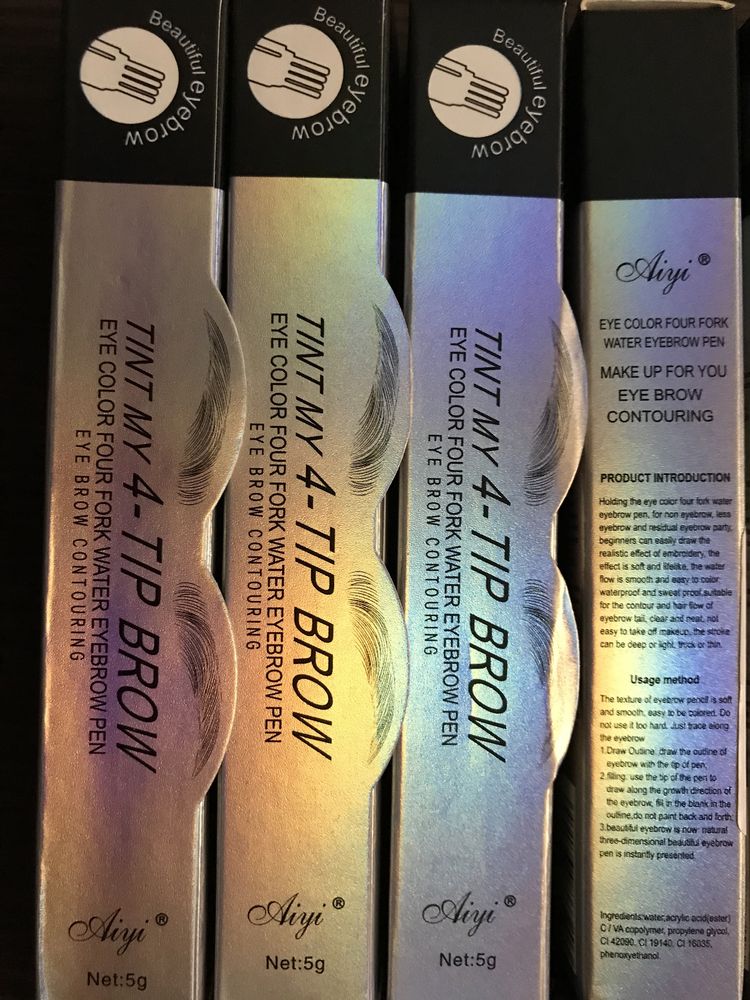 Beautiful eyebrow
TINT MY 4-TIP BROW
EYE COLOR FOUR FORK WATER EYEBROW PEN
EYE BROW CONTOURING
Aiyi®
Net:5g
Beautiful eyebrow
TINT MY 4-TIP BROW
EYE COLOR FOUR FORK WATER EYEBROW PEN
EYE BROW CONTOURING
Aiyi®
Net:5g
Beautiful eyebrow
TINT MY 4-TIP BROW
EYE COLOR FOUR FORK WATER EYEBROW PEN
EYE BROW CONTOURING
Aiyi®
Net:5g
Aiyi®
EYE COLOR FOUR FORK
WATER EYEBROW PEN
MAKE UP FOR YOU
EYE BROW
CONTOURING
PRODUCT INTRODUCTION
Holding the eye color four fork water
eyebrow pen, for non eyebrow, less
eyebrow and residual eyebrow party,
beginners can easily draw the
realistic effect of embroidery, the
effect is soft and lifelike, the water
flow is smooth and easy to color;
waterproof and sweat proof,suitable
for the contour and hair flow of
eyebrow tail, clear and neat, not
easy to take off makeup, the stroke
can be deep or light, thick or thin.
Usage method
The texture of eyebrow pencil is soft
and smooth, easy to be colored. Do
not use it too hard. Just trace along
the eyebrow
1.Draw Outline: draw the outline of
eyebrow with the tip of pen;
2.filling: use the tip of the pen to
draw along the growth direction of
the eyebrow, fill in the blank in the
outline,do not paint back and forth;
3.beautiful eyebrow is now: natural
three-dimensional beautiful eyebrow
pen is instantly presented.
Ingredients:water,acrylic acid(ester)
C / VA copolymer, propylene glycol,
CI 42090, CI 19140, CI 16035,
phenoxyethanol.